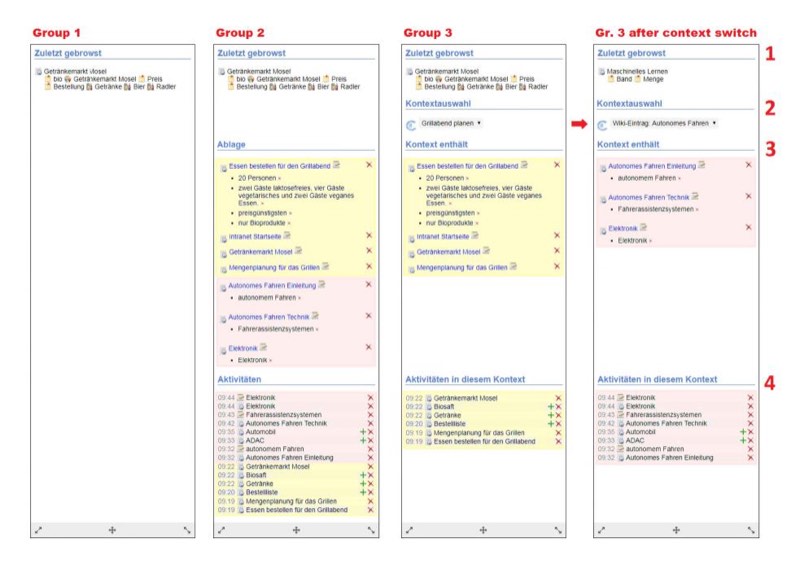 Group 1
Zuletzt gebrowst
Getränkemarkt Mosel
bio Getränkemarkt Mosel Preis
Bestellung Getränke Bier Radler
Group 2
Zuletzt gebrowst
Getränkemarkt Mosel
bio Getränkemarkt Mosel Preis
Bestellung Getränke Bier Radler
Ablage
Essen bestellen für den Grillabend
• 20 Personen »
• zwei Gäste laktosefreies, vier Gäste
vegetarisches und zwei Gäste veganes
Essen. »
• preisgünstigsten »
• nur Bioprodukte »
Intranet Startseite
Getränkemarkt Mosel
Mengenplanung für das Grillen
Autonomes Fahren Einleitung
• autonomem Fahren »
Autonomes Fahren Technik
• Fahrerassistenzsystemen »
Elektronik
• Elektronik »
Aktivitäten
09:44 Elektronik
09:44 Elektronik
09:43 Fahrerassistenzsystemen
09:42 Autonomes Fahren Technik
09:35 Automobil
09:33 ADAC
09:32 autonomem Fahren
09:32 Autonomes Fahren Einleitung
09:22 Getränkemarkt Mosel
09:22 Biosaft
09:22 Getränke
09:20 Bestellliste
09:19 Mengenplanung für das Grillen
09:19 Essen bestellen für den Grillabend
Group 3
Zuletzt gebrowst
Getränkemarkt Mosel
bio Getränkemarkt Mosel Preis
Bestellung Getränke Bier Radler
Kontextauswahl
Grillabend planen
Kontext enthält
Essen bestellen für den Grillabend
• 20 Personen »
• zwei Gäste laktosefreies, vier Gäste
vegetarisches und zwei Gäste veganes
Essen. »
• preisgünstigsten »
• nur Bioprodukte »
Intranet Startseite
Getränkemarkt Mosel
Mengenplanung für das Grillen
Aktivitäten in diesem Kontext
09:22 Getränkemarkt Mosel
09:22 Biosaft
09:22 Getränke
09:20 Bestellliste
09:19 Mengenplanung für das Grillen
09:19 Essen bestellen für den Grillabend
Gr. 3 after context switch
Zuletzt gebrowst
Maschinelles Lernen
Band Menge
Kontextauswahl
Wiki-Eintrag: Autonomes Fahren
Kontext enthält
Autonomes Fahren Einleitung
• autonomem Fahren »
Autonomes Fahren Technik
• Fahrerassistenzsystemen »
Elektronik
• Elektronik »
Aktivitäten in diesem Kontext
09:44 Elektronik
09:44 Elektronik
09:43 Fahrerassistenzsystemen
09:42 Autonomes Fahren Technik
09:35 Automobil
09:33 ADAC
09:32 autonomem Fahren
09:32 Autonomes Fahren Einleitung
1
2
3
4